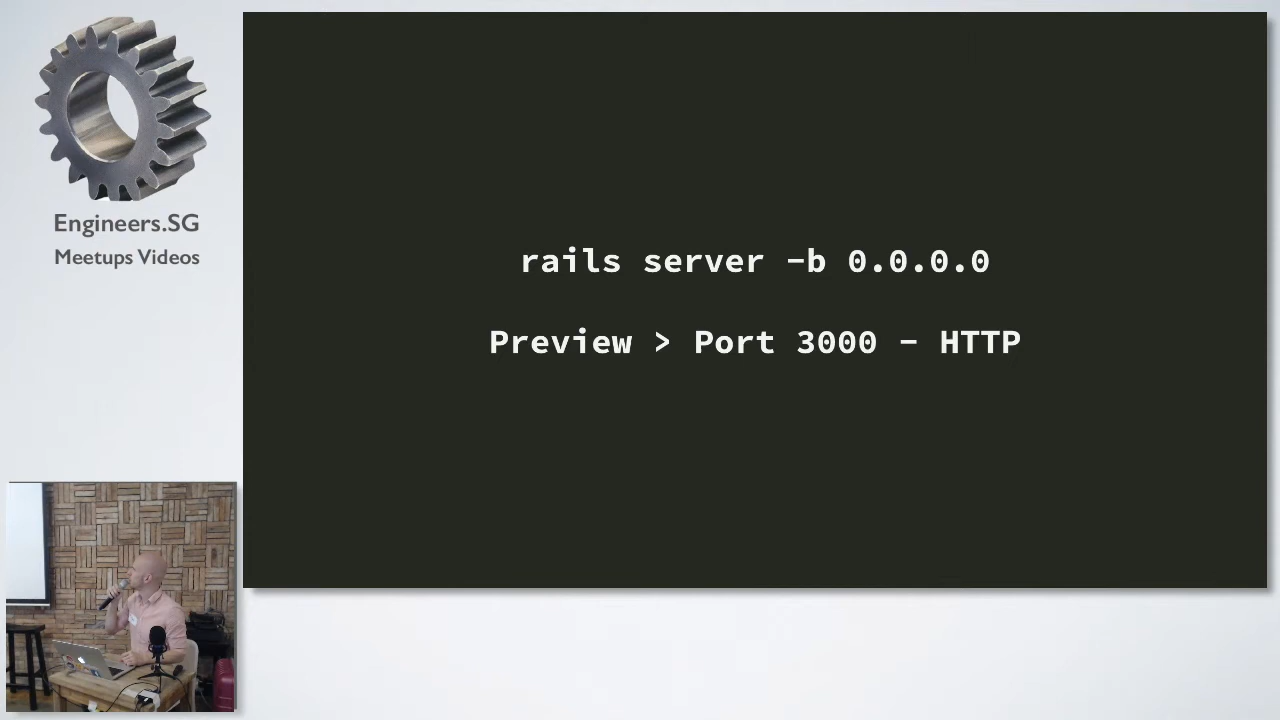 Engineers.SG
Meetups Videos
rails server -b 0.0.0.0
Preview > Port 3000 - HTTP